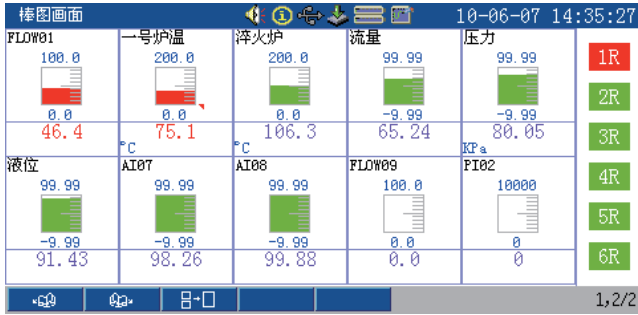 棒图画面 10-06-07 14:35:27
FLOW01 一号炉温 淬火炉 流量 压力
100.0 200.0 200.0 99.99 99.99 1R
2R
0.0 0.0 0.0 -9.99 -9.99
46.4 75.1 106.3 65.24 80.05 3R
°C °C KPa
液位 AI07 AI08 FLOW09 PI02
99.99 99.99 99.99 100.0 10000 4R
5R
-9.99 -9.99 -9.99 0.0 0
91.43 98.26 99.88 0.0 0 6R
1,2/2